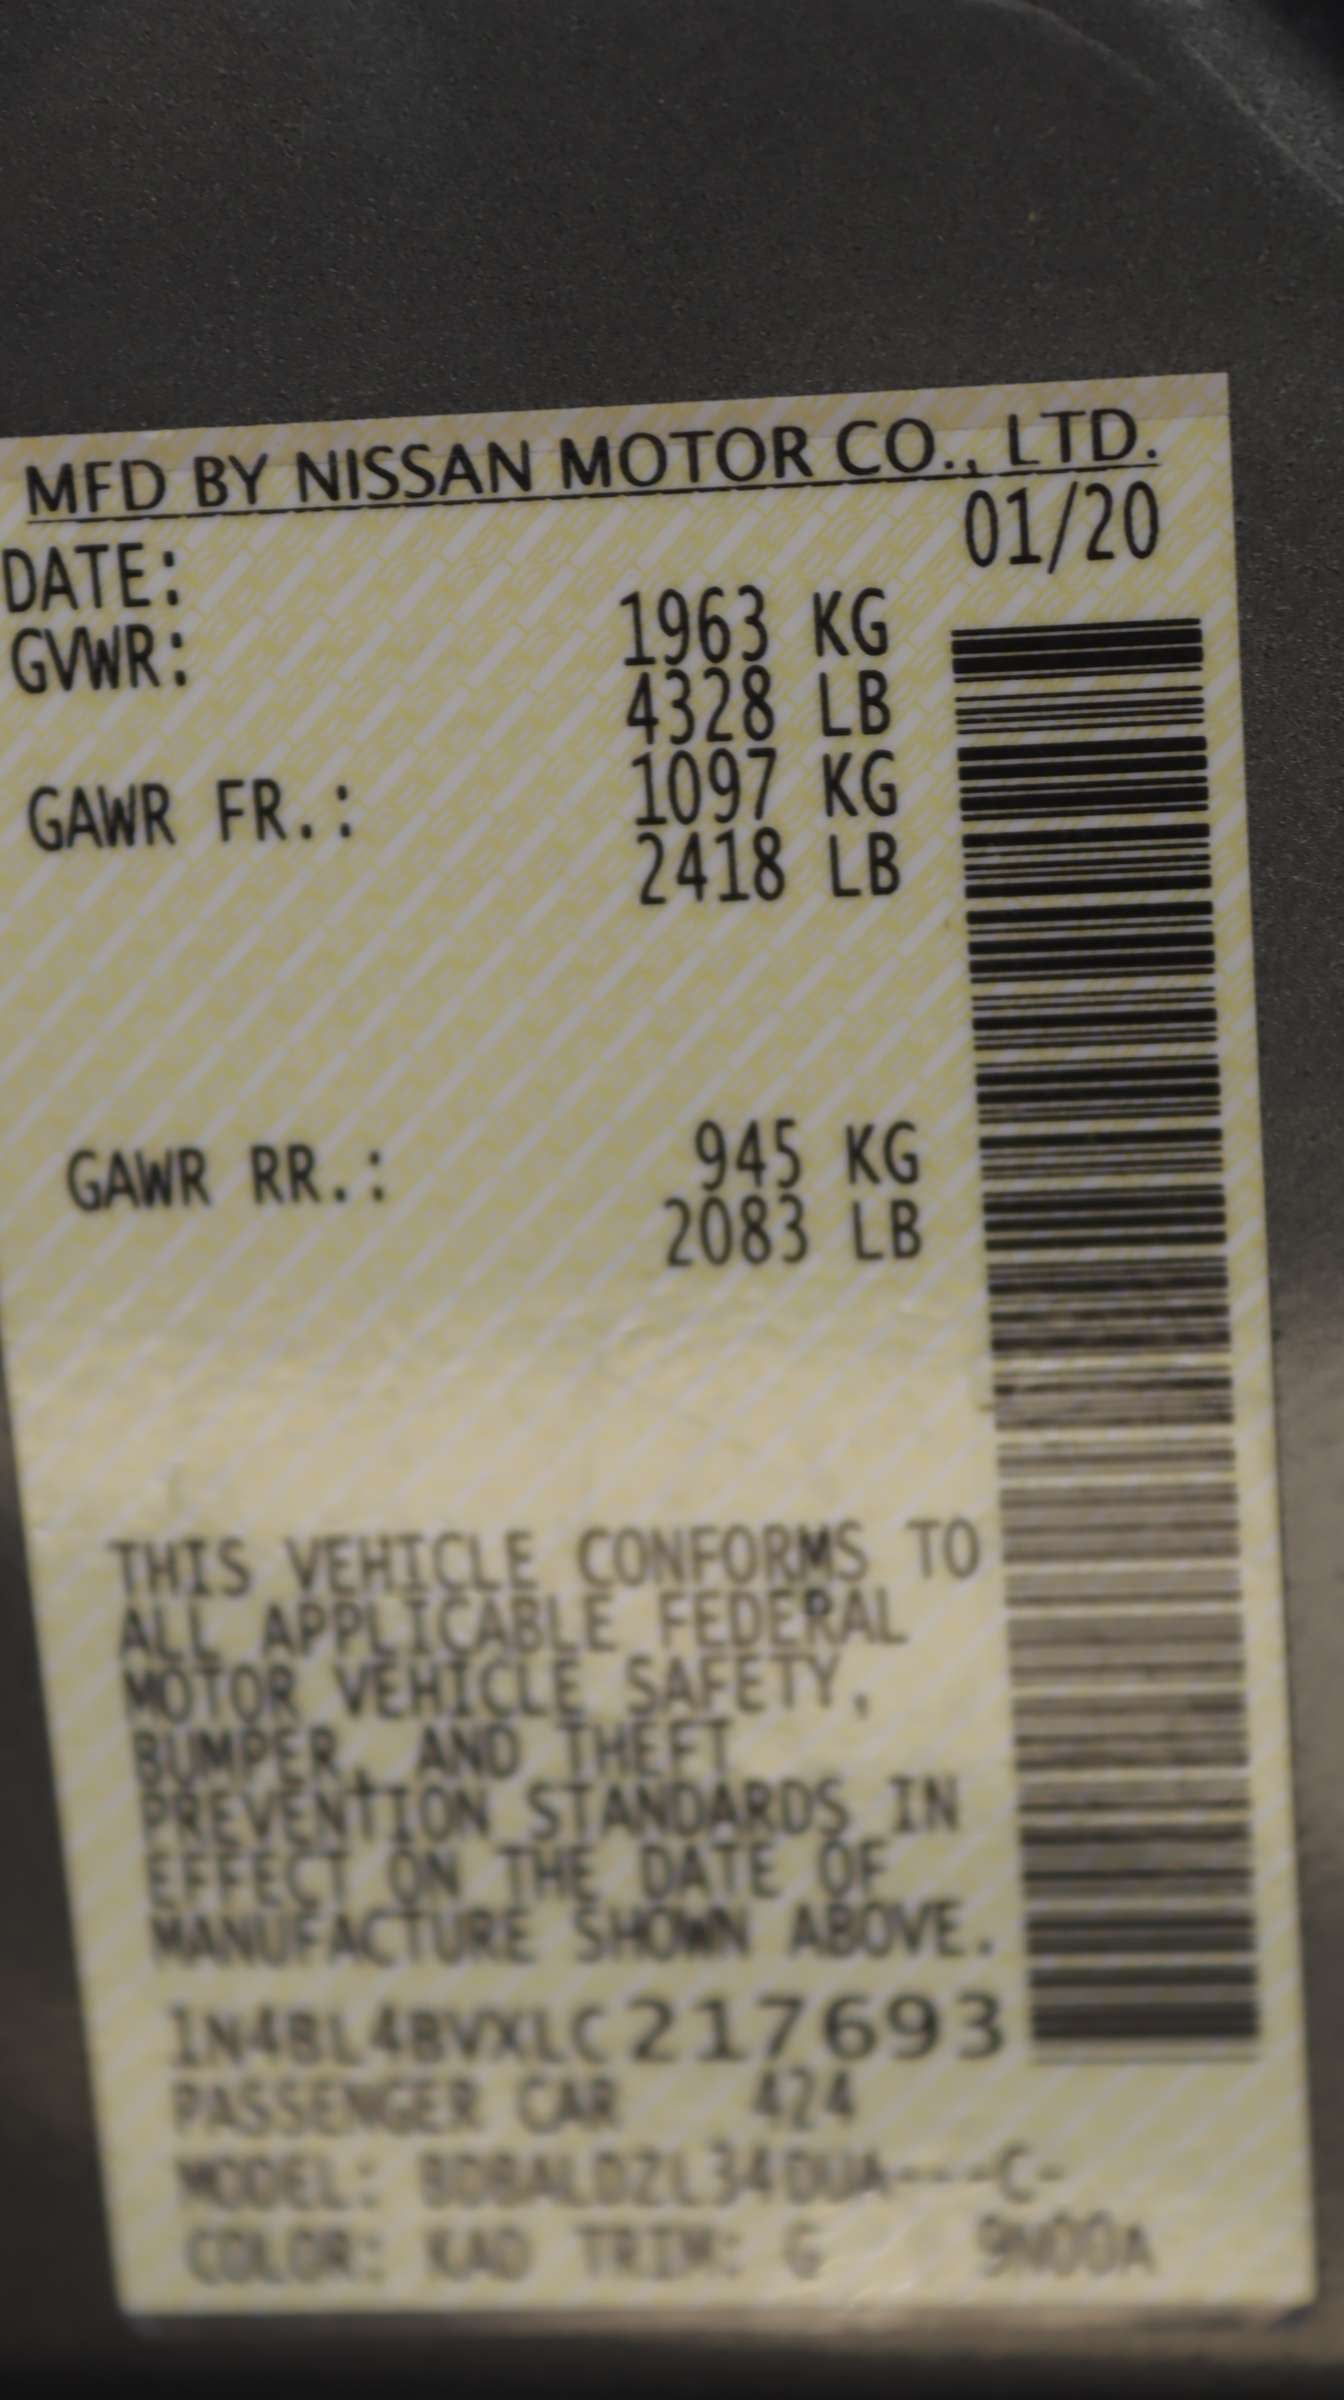 MFD BY NISSAN MOTOR CO., LTD.
DATE: 01/20
GVWR: 1963 KG
4328 LB
GAWR FR.: 1097 KG
2418 LB
GAWR RR.: 945 KG
2083 LB
THIS VEHICLE CONFORMS TO
ALL APPLICABLE FEDERAL
MOTOR VEHICLE SAFETY,
BUMPER, AND THEFT
PREVENTION STANDARDS IN
EFFECT ON THE DATE OF
MANUFACTURE SHOWN ABOVE.
1N4BL4BVXLC217693
PASSENGER CAR 424
MODEL:
COLOR: KAD TRIM: G 9N00A